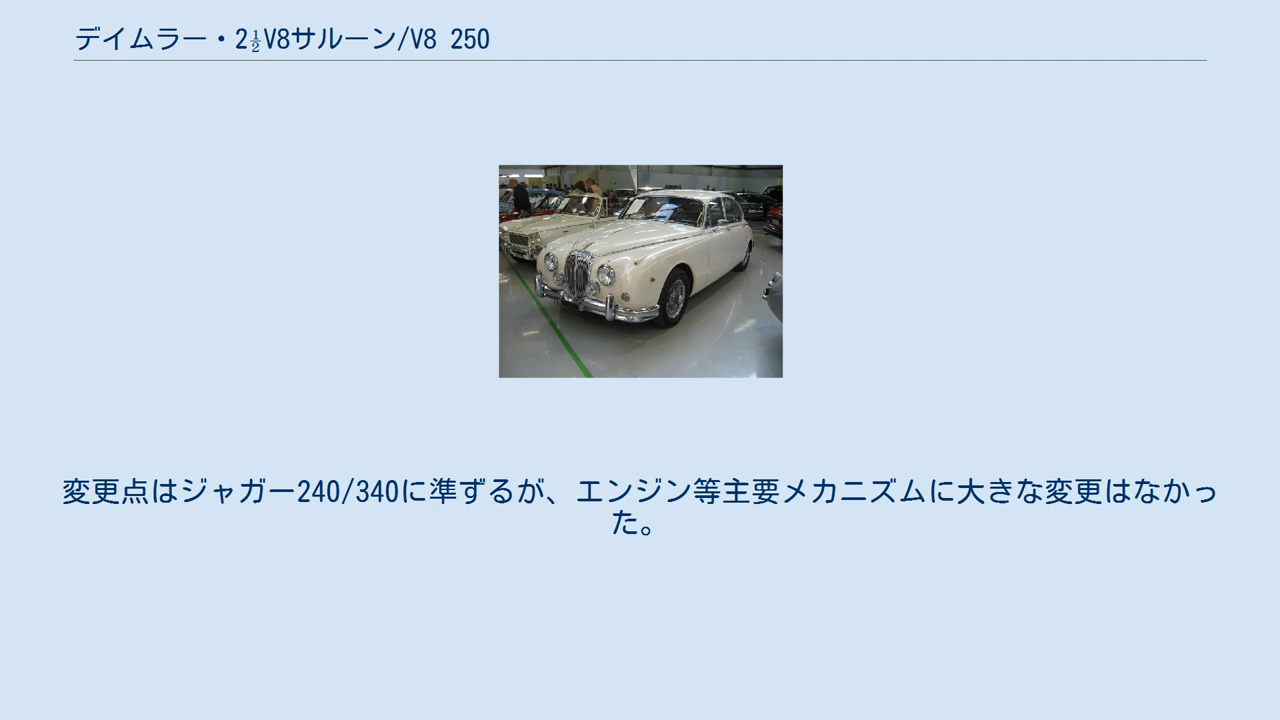 デイムラー・2½V8サルーン/V8 250
変更点はジャガー240/340に準ずるが、エンジン等主要メカニズムに大きな変更はなかっ
た。